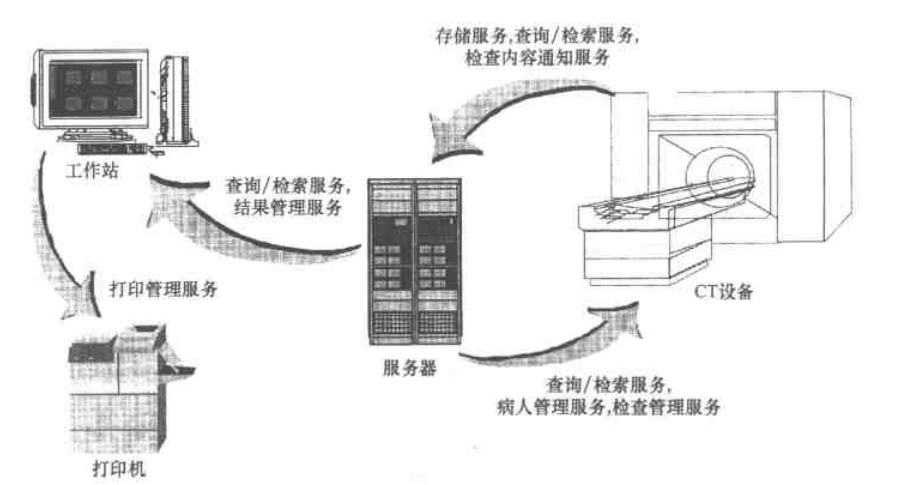 存储服务,查询/检索服务,
检查内容通知服务
工作站
查询/检索服务,
结果管理服务
打印管理服务
CT设备
服务器
查询/检索服务,
病人管理服务,检查管理服务
打印机